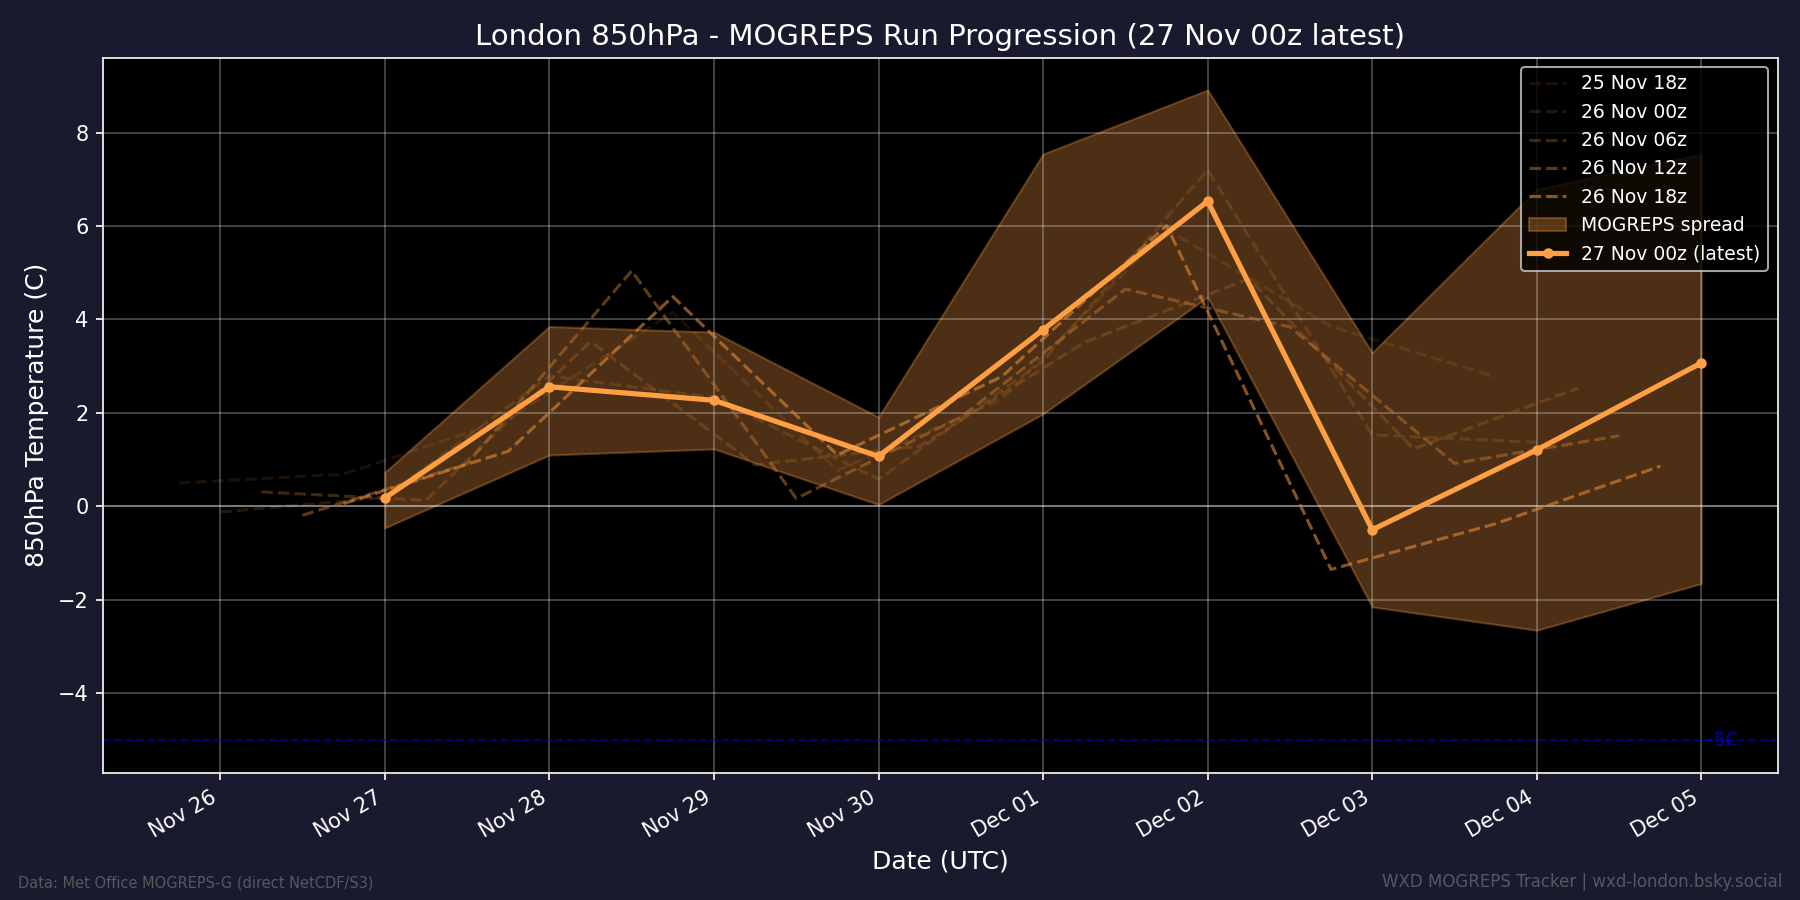 London 850hPa - MOGREPS Run Progression (27 Nov 00z latest)
25 Nov 18z
26 Nov 00z
26 Nov 06z
26 Nov 12z
26 Nov 18z
MOGREPS spread
27 Nov 00z (latest)
850hPa Temperature (C)
8
6
4
2
0
−2
−4
-5C
Nov 26
Nov 27
Nov 28
Nov 29
Nov 30
Dec 01
Dec 02
Dec 03
Dec 04
Dec 05
Date (UTC)
Data: Met Office MOGREPS-G (direct NetCDF/S3)
WXD MOGREPS Tracker | wxd-london.bsky.social